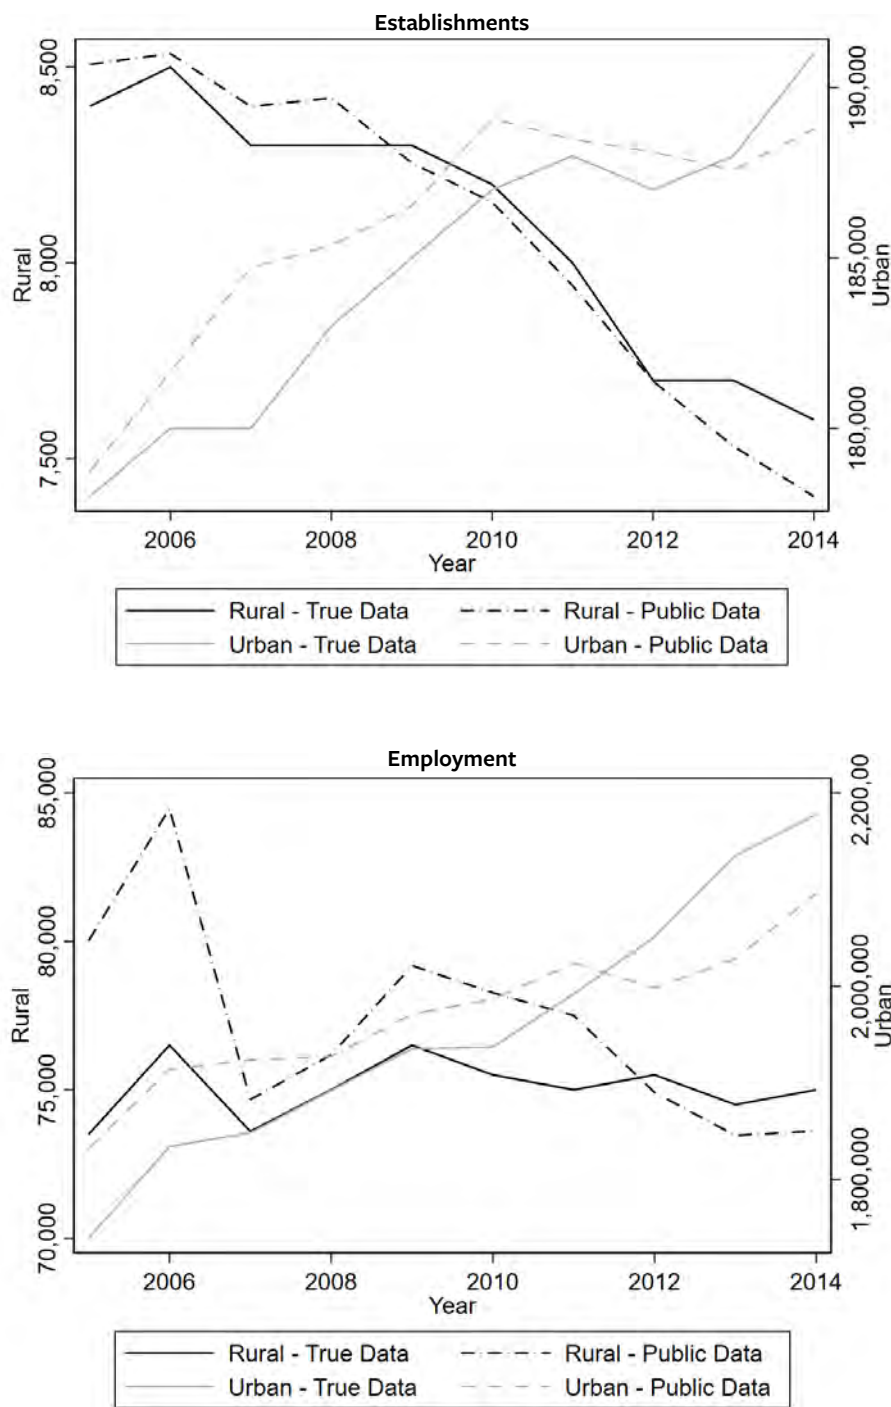 Establishments
8,500
8,000
7,500
Rural
190,000
185,000
180,000
Urban
2006 2008 2010 2012 2014
Year
Rural - True Data Rural - Public Data
Urban - True Data Urban - Public Data
Employment
85,000
80,000
75,000
70,000
Rural
2,200,00
2,000,000
1,800,000
Urban
2006 2008 2010 2012 2014
Year
Rural - True Data Rural - Public Data
Urban - True Data Urban - Public Data